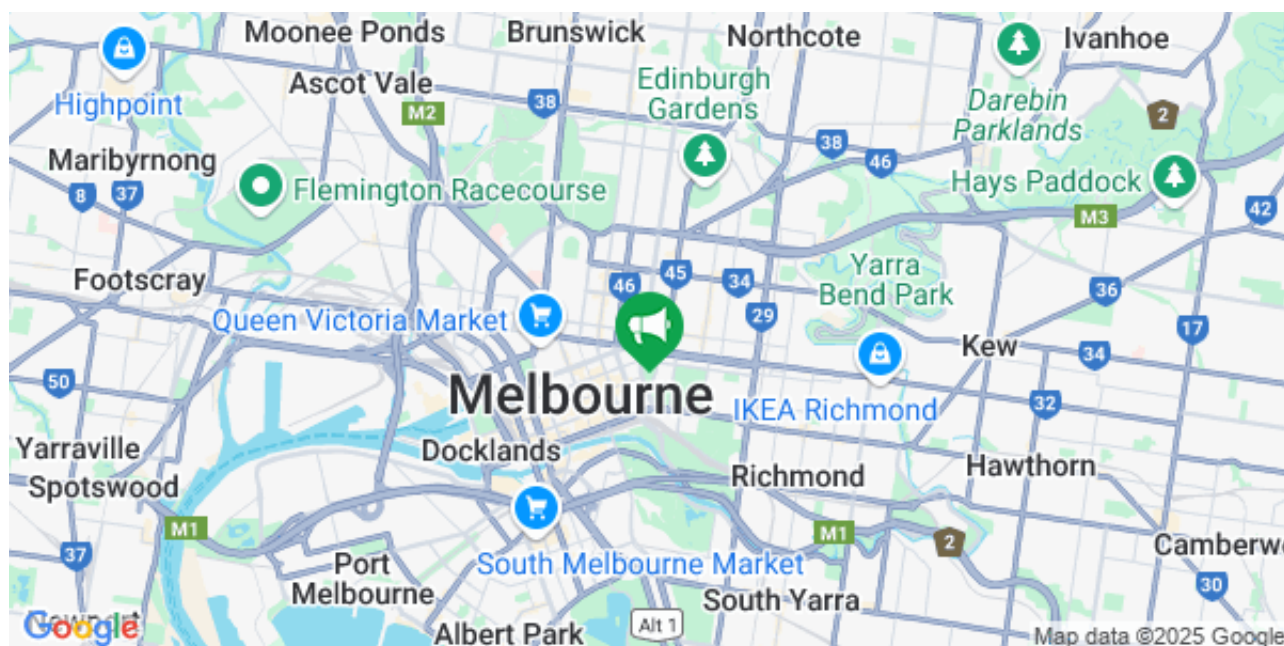 Moonee Ponds
Brunswick
Northcote
Ivanhoe
Highpoint
Ascot Vale
M2
38
Edinburgh
Gardens
38
46
Darebin
Parklands
2
Maribyrnong
8
37
Flemington Racecourse
Hays Paddock
M3
42
Footscray
46
45
34
Yarra
Bend Park
36
Queen Victoria Market
29
17
Kew
34
50
Melbourne
IKEA Richmond
32
Yarraville
Docklands
Spotswood
Richmond
Hawthorn
M1
M1
2
37
Port
Melbourne
South Melbourne Market
Camberw
30
South Yarra
Google
Albert Park
Alt 1
Map data ©2025 Google